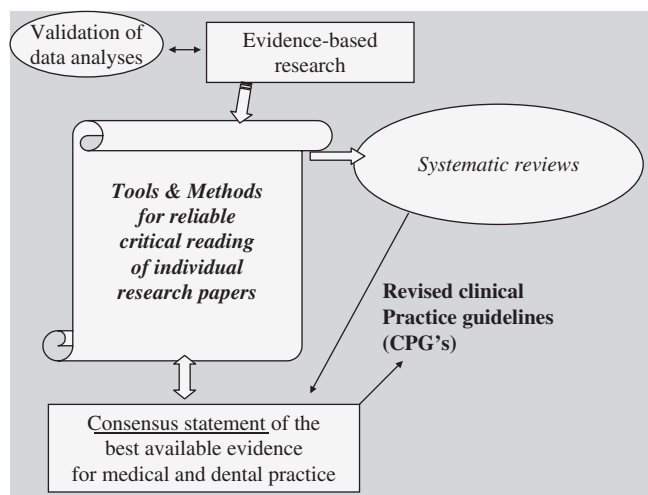 Validation of
data analyses
Evidence-based
research
Tools & Methods
for reliable
critical reading
of individual
research papers
Systematic reviews
Revised clinical
Practice guidelines
(CPG's)
Consensus statement of the
best available evidence
for medical and dental practice